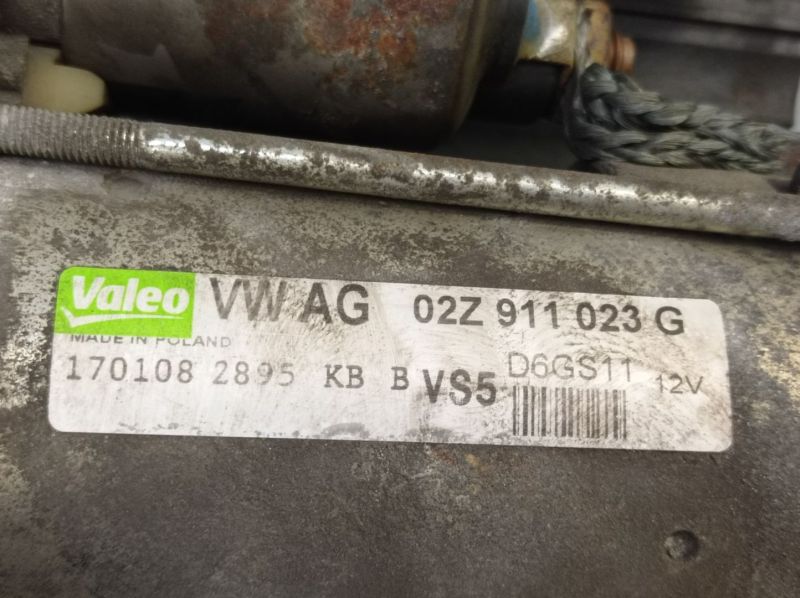 Valeo VW AG 02Z 911 023 G
MADE IN POLAND
170108 2895 KB B VS5 D6GS11 12V